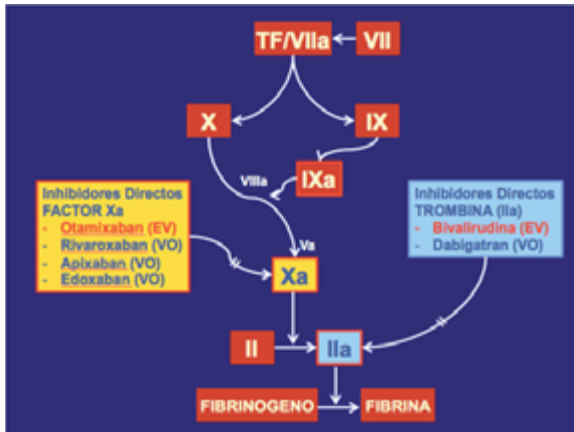 TF/VIIa
VII
X
IX
VIIIa
IXa
Inhibidores Directos
FACTOR Xa
- Otamixaban (EV)
- Rivaroxaban (VO)
- Apixaban (VO)
- Edoxaban (VO)
Inhibidores Directos
TROMBINA (IIa)
- Bivalirudina (EV)
- Dabigatran (VO)
Va
Xa
II
IIa
FIBRINOGENO
FIBRINA